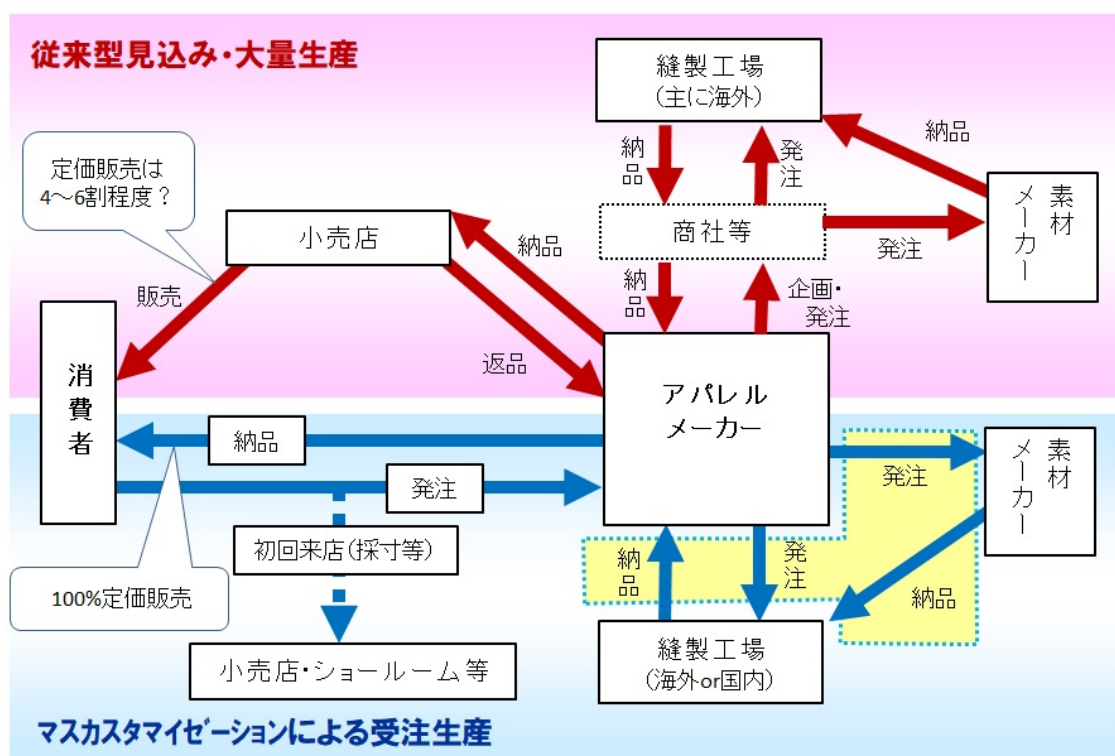 従来型見込み・大量生産
縫製工場
(主に海外)
納品
発注
納品
定価販売は
4～6割程度？
小売店
納品
商社等
発注
素材
メーカー
販売
納品
企画・
発注
返品
消費者
アパレル
メーカー
納品
発注
発注
素材
メーカー
初回来店(採寸等)
納品
発注
納品
100%定価販売
小売店・ショールーム等
縫製工場
(海外or国内)
マスカスタマイゼーションによる受注生産